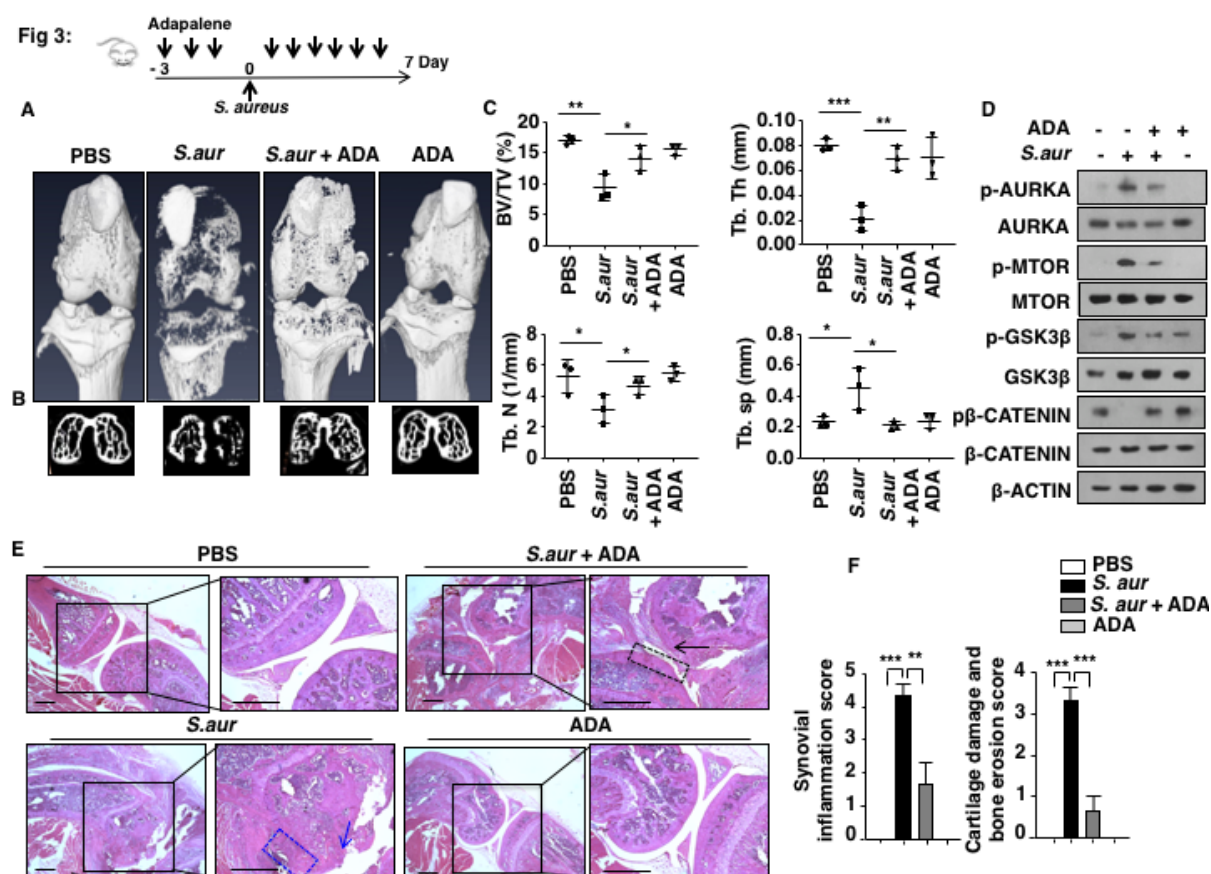 Fig 3:
Adapalene
- 3
0
7 Day
S. aureus
A
PBS
S.aur
S.aur + ADA
ADA
B
C
**
*
BV/TV (%)
20
15
10
5
0
PBS
S.aur
S.aur
+ ADA
ADA
***
**
Tb. Th (mm)
0.10
0.08
0.06
0.04
0.02
0.00
PBS
S.aur
S.aur
+ ADA
ADA
*
*
Tb. N (1/mm)
8
6
4
2
0
PBS
S.aur
S.aur
+ ADA
ADA
*
*
Tb. sp (mm)
0.8
0.6
0.4
0.2
0.0
PBS
S.aur
S.aur
+ ADA
ADA
D
ADA - - + +
S.aur - + + -
p-AURKA
AURKA
p-MTOR
MTOR
p-GSK3β
GSK3β
pβ-CATENIN
β-CATENIN
β-ACTIN
E
PBS
S.aur + ADA
S.aur
ADA
F
PBS
S. aur
S. aur + ADA
ADA
Synovial
inflammation score
5
4
3
2
1
0
*** **
Cartilage damage and
bone erosion score
4
3
2
1
0
*** ***